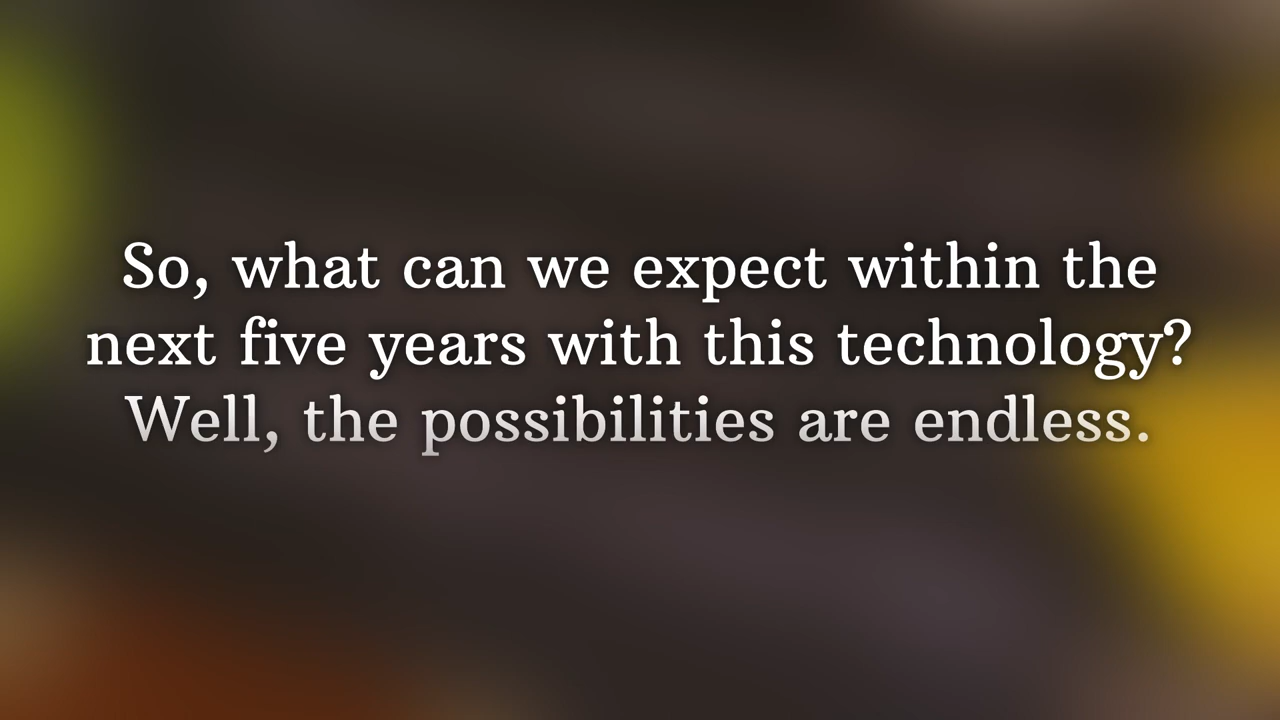 So, what can we expect within the
next five years with this technology?
Well, the possibilities are endless.